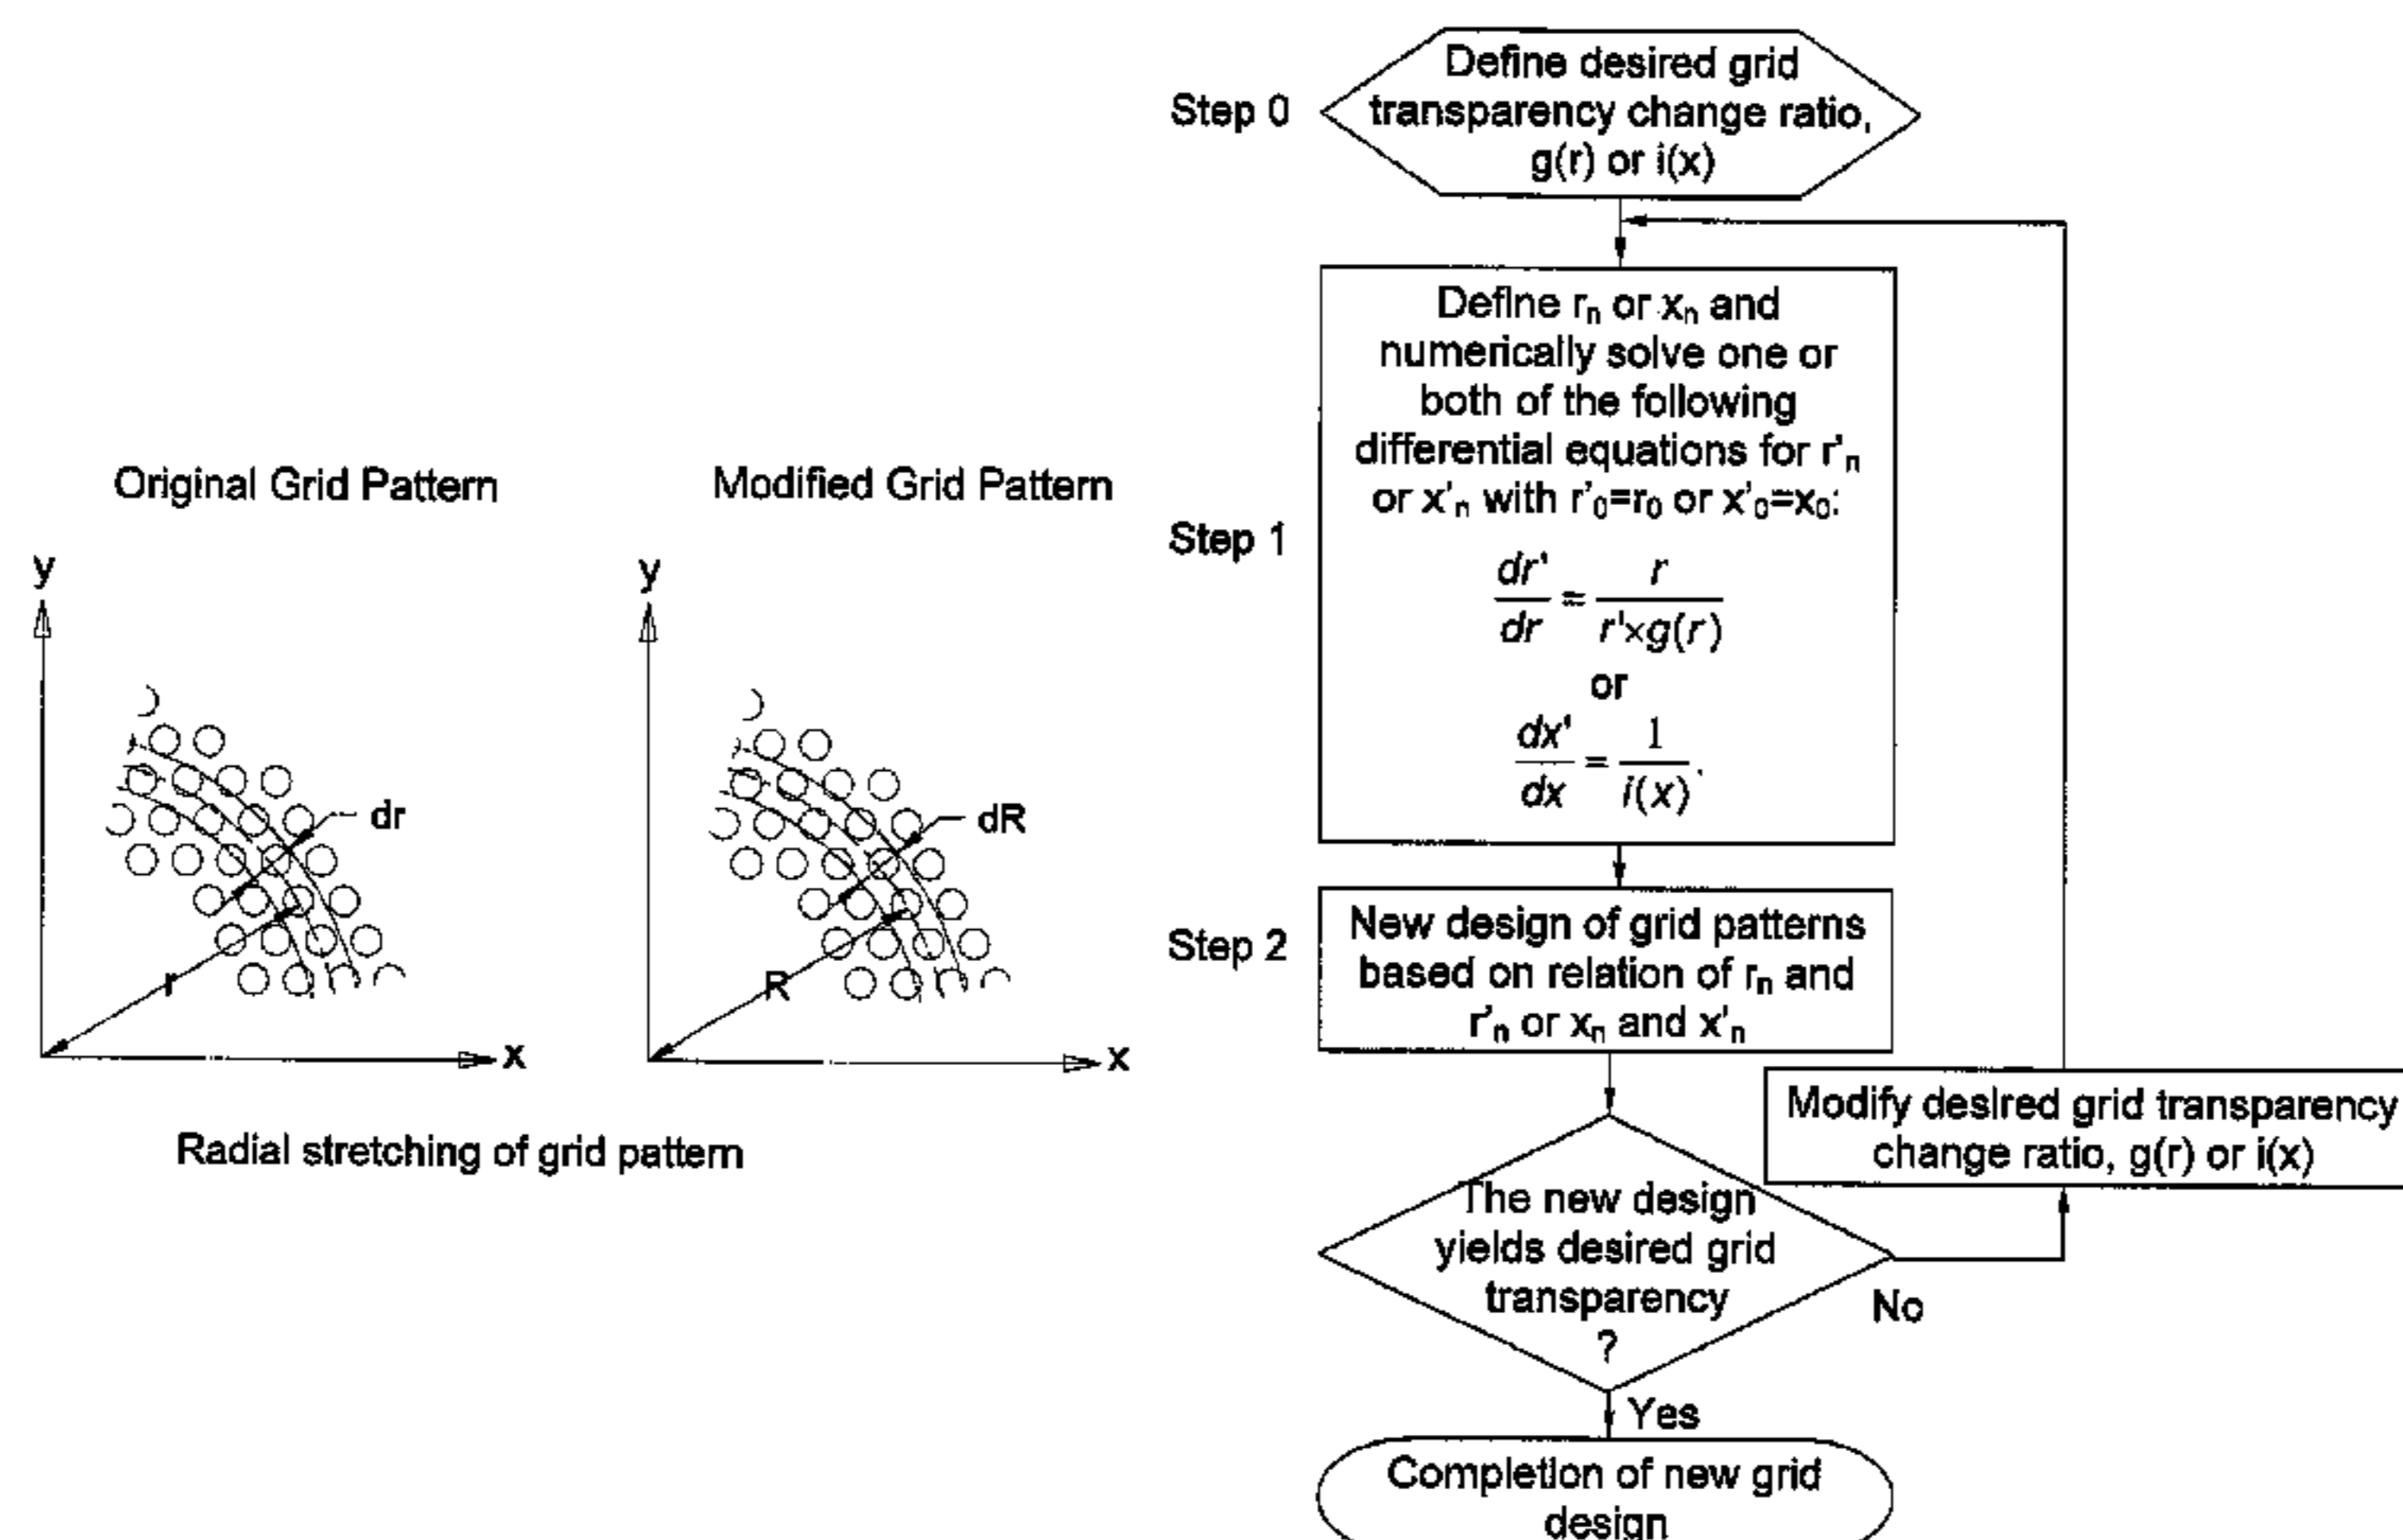 Original Grid Pattern
y
dr
r
x
Modified Grid Pattern
y
dR
R
x
Radial stretching of grid pattern
Step 0
Define desired grid
transparency change ratio,
g(r) or i(x)
Step 1
Define rₙ or xₙ and
numerically solve one or
both of the following
differential equations for r'ₙ
or x'ₙ with r'₀=r₀ or x'₀=x₀:
dr'/dr = r/(r'×g(r))
or
dx'/dx = 1/i(x).
Step 2
New design of grid patterns
based on relation of rₙ and
r'ₙ or xₙ and x'ₙ
Modify desired grid transparency
change ratio, g(r) or i(x)
The new design
yields desired grid
transparency
?
No
Yes
Completion of new grid
design